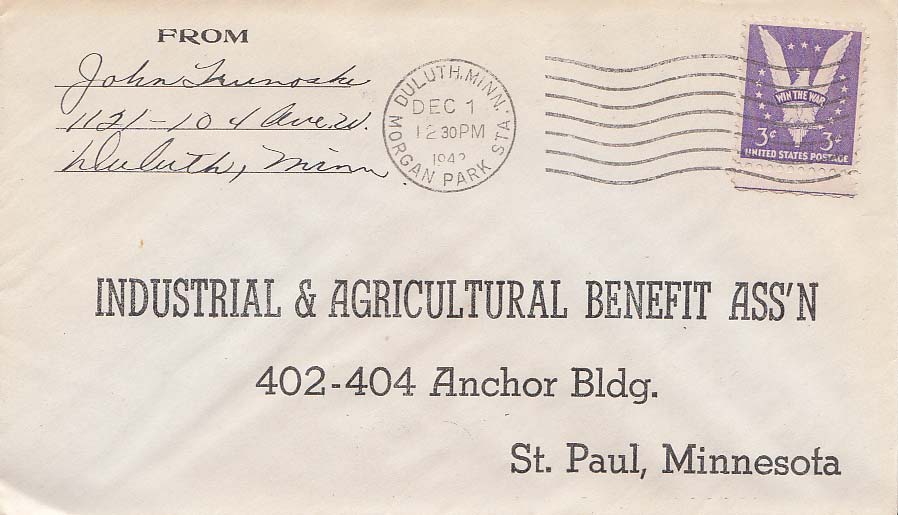 FROM
John
1121-104 Ave. W.
Duluth, Minn
DULUTH, MINN.
DEC 1
12 30 PM
MORGAN PARK STA.
WIN THE WAR
3¢ 3¢
UNITED STATES POSTAGE
INDUSTRIAL & AGRICULTURAL BENEFIT ASS'N
402-404 Anchor Bldg.
St. Paul, Minnesota